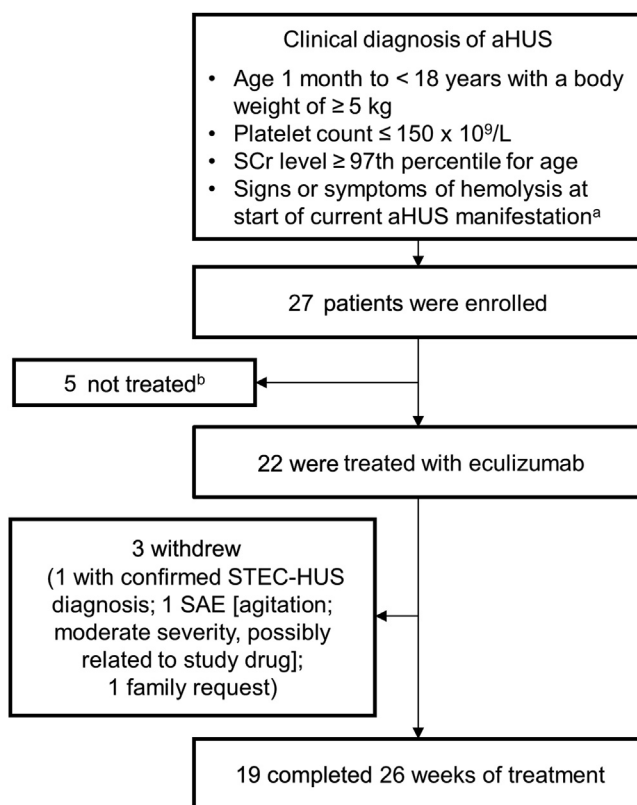 Clinical diagnosis of aHUS
• Age 1 month to < 18 years with a body
weight of ≥ 5 kg
• Platelet count ≤ 150 x 10⁹/L
• SCr level ≥ 97th percentile for age
• Signs or symptoms of hemolysis at
start of current aHUS manifestationᵃ
27 patients were enrolled
5 not treatedᵇ
22 were treated with eculizumab
3 withdrew
(1 with confirmed STEC-HUS
diagnosis; 1 SAE [agitation;
moderate severity, possibly
related to study drug];
1 family request)
19 completed 26 weeks of treatment